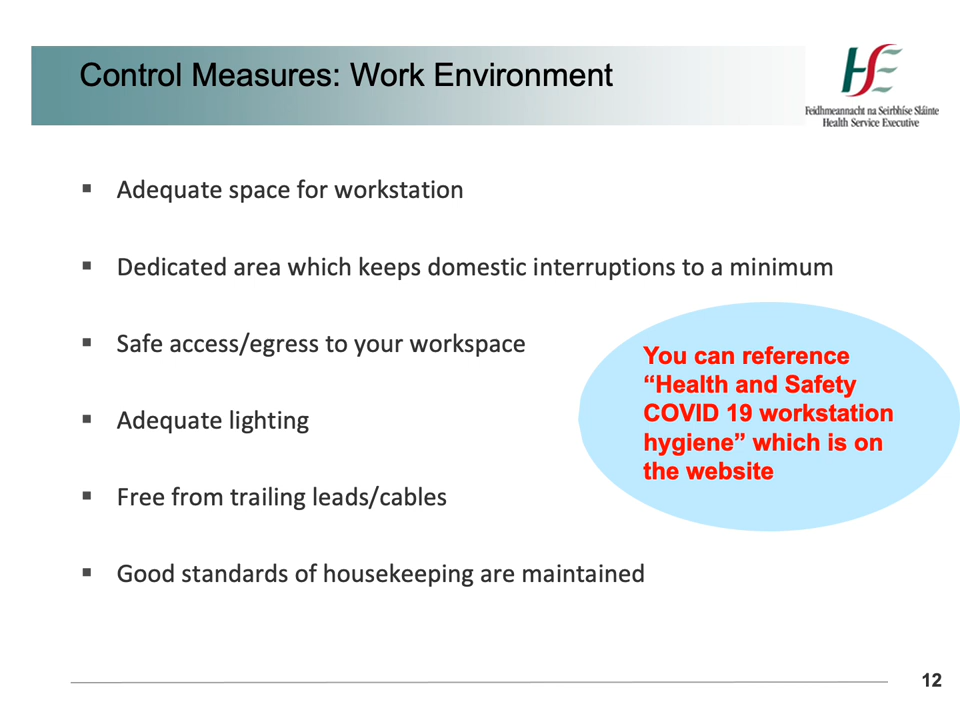 Control Measures: Work Environment
Feidhmeannacht na Seirbhíse Sláinte
Health Service Executive
▪ Adequate space for workstation
▪ Dedicated area which keeps domestic interruptions to a minimum
▪ Safe access/egress to your workspace
▪ Adequate lighting
▪ Free from trailing leads/cables
▪ Good standards of housekeeping are maintained
You can reference
“Health and Safety
COVID 19 workstation
hygiene” which is on
the website
12